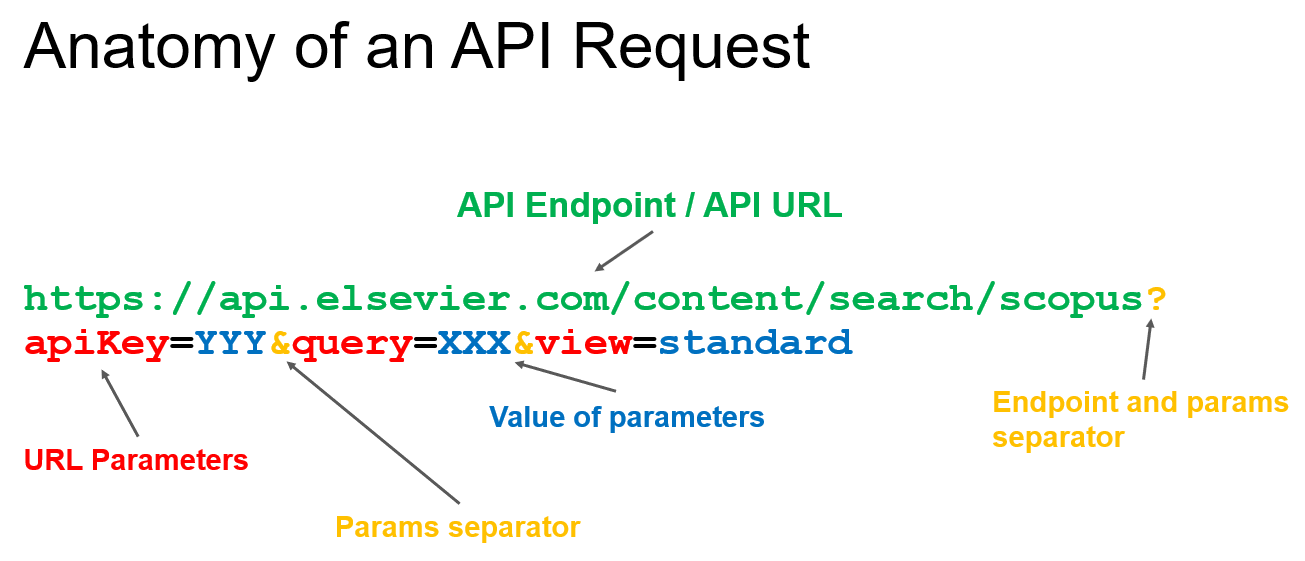 Anatomy of an API Request
API Endpoint / API URL
https://api.elsevier.com/content/search/scopus?
apiKey=YYY&query=XXX&view=standard
Value of parameters
Endpoint and params
separator
URL Parameters
Params separator